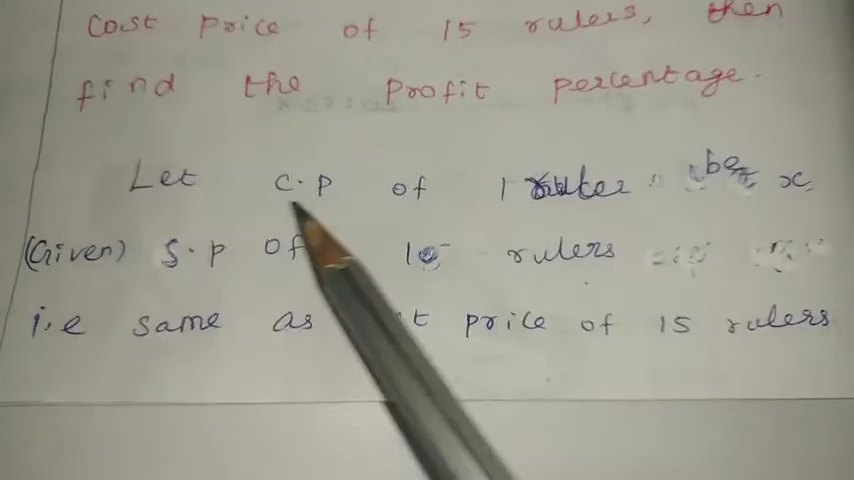 Cost price of 15 rulers, then
find the profit percentage.
Let C.P of 1 ruler be x
(Given) S.P of 10 rulers
i.e same as price of 15 rulers